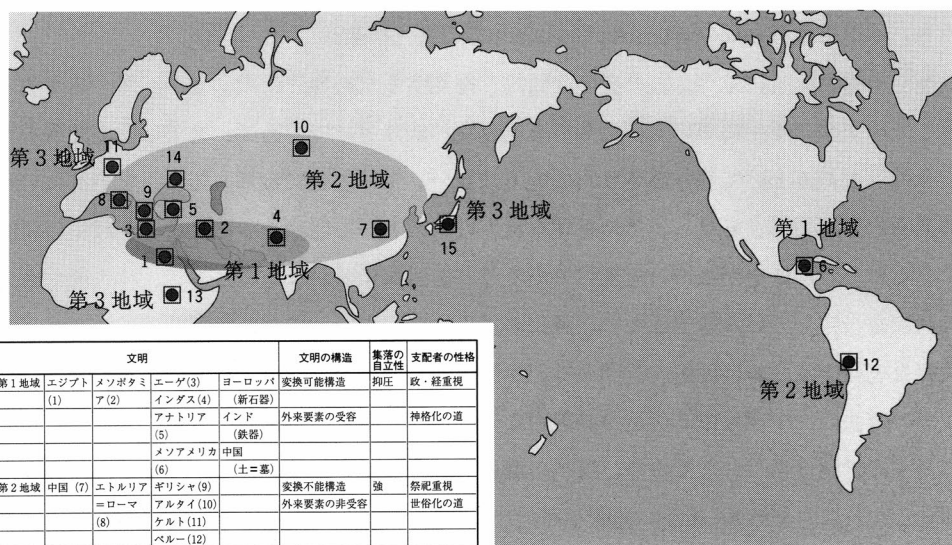 第3地域
11
14
10
第2地域
8
9
5
3
2
4
7
第3地域
15
1
第1地域
第3地域
13
第1地域
6
12
第2地域
文明
文明の構造
集落の自立性
支配者の性格
第1地域 エジプト メソポタミ エーゲ(3) ヨーロッパ 変換可能構造 抑圧 政・経重視
(1) ア(2) インダス(4) (新石器)
アナトリア インド 外来要素の受容 神格化の道
(5) (鉄器)
メソアメリカ 中国
(6) (土=墓)
第2地域 中国(7) エトルリア ギリシャ(9) 変換不能構造 強 祭祀重視
=ローマ アルタイ(10) 外来要素の非受容 世俗化の道
(8) ケルト(11)
ペルー(12)